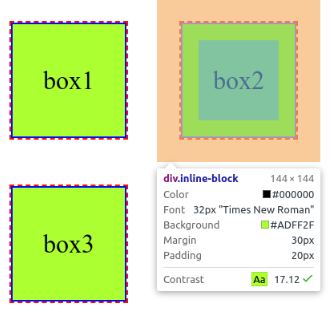 box1
box2
div.inline-block 144 × 144
Color #000000
Font 32px "Times New Roman"
Background #ADFF2F
Margin 30px
Padding 20px
Contrast Aa 17.12 ✓
box3